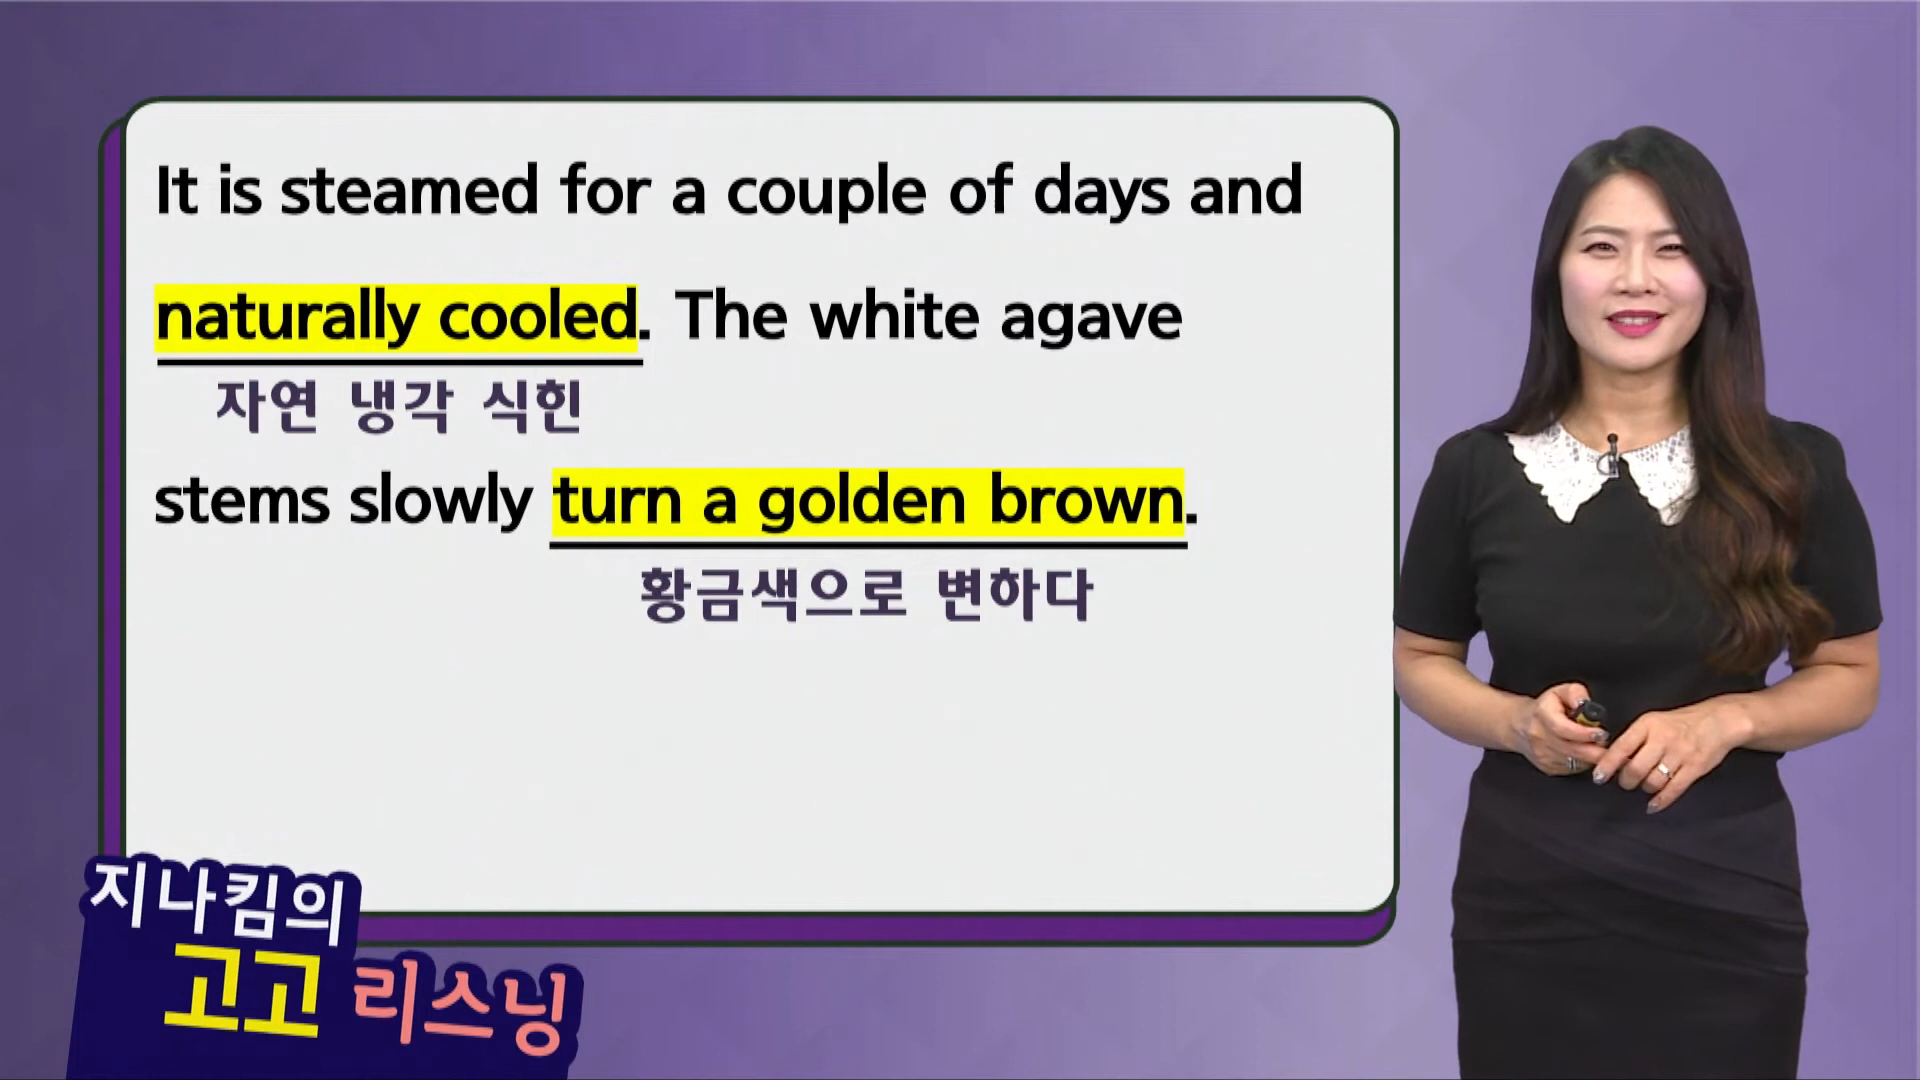 It is steamed for a couple of days and
naturally cooled. The white agave
자연 냉각 식힌
stems slowly turn a golden brown.
황금색으로 변하다
지나킴의
고고 리스닝